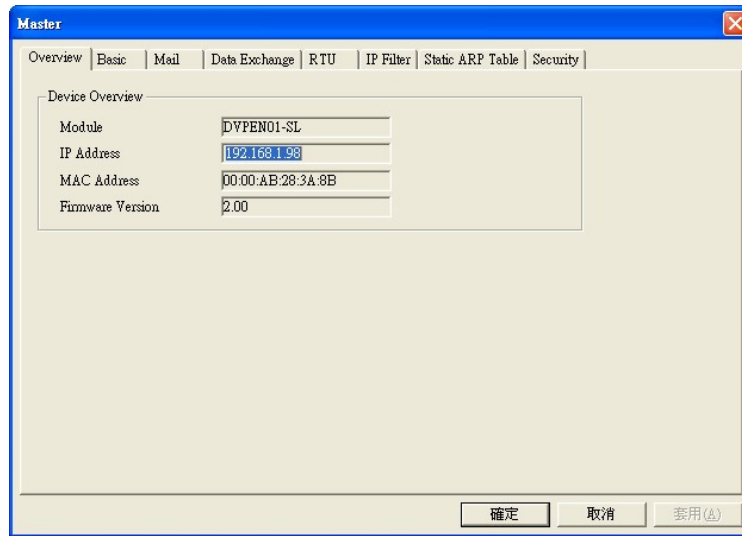 Master
Overview Basic Mail Data Exchange RTU IP Filter Static ARP Table Security
Device Overview
Module DVPEN01-SL
IP Address 192.168.1.98
MAC Address 00:00:AB:28:3A:8B
Firmware Version 2.00
確定 取消 套用(A)